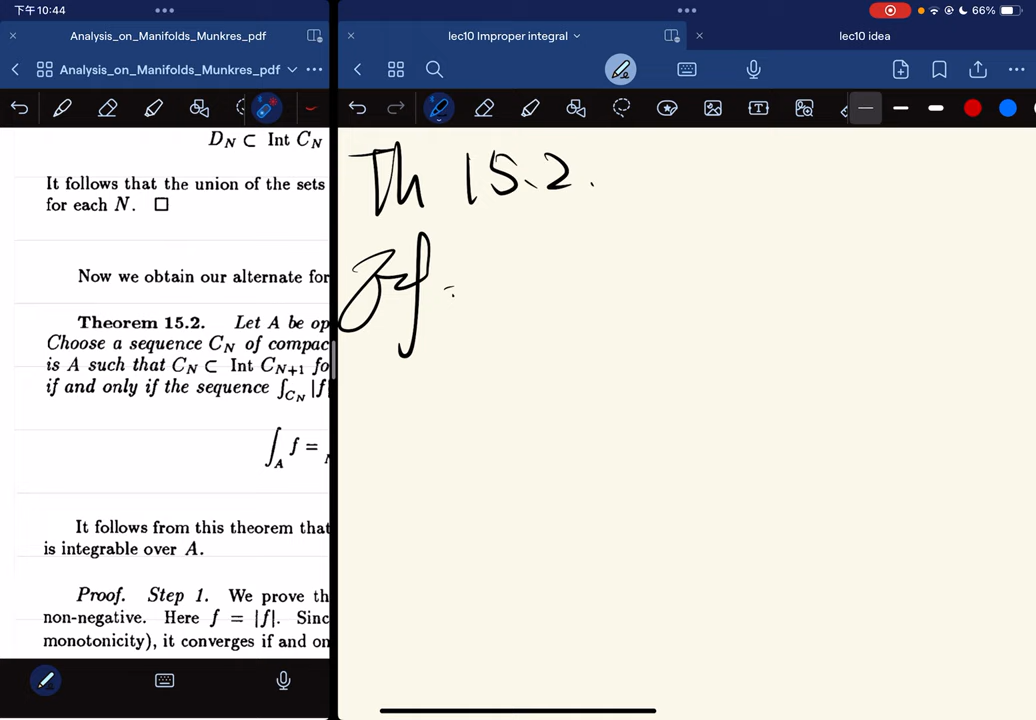 下午10:44
66%
Analysis_on_Manifolds_Munkres_pdf
lec10 Improper integral
lec10 idea
Analysis_on_Manifolds_Munkres_pdf
D_N ⊂ Int C_N
It follows that the union of the sets
for each N. □
Now we obtain our alternate for
Theorem 15.2. Let A be op
Choose a sequence C_N of compac
is A such that C_N ⊂ Int C_{N+1} fo
if and only if the sequence ∫_{C_N} |f|
∫_A f =
It follows from this theorem that
is integrable over A.
Proof. Step 1. We prove th
non-negative. Here f = |f|. Sinc
monotonicity), it converges if and on
Th 15.2.
pf: